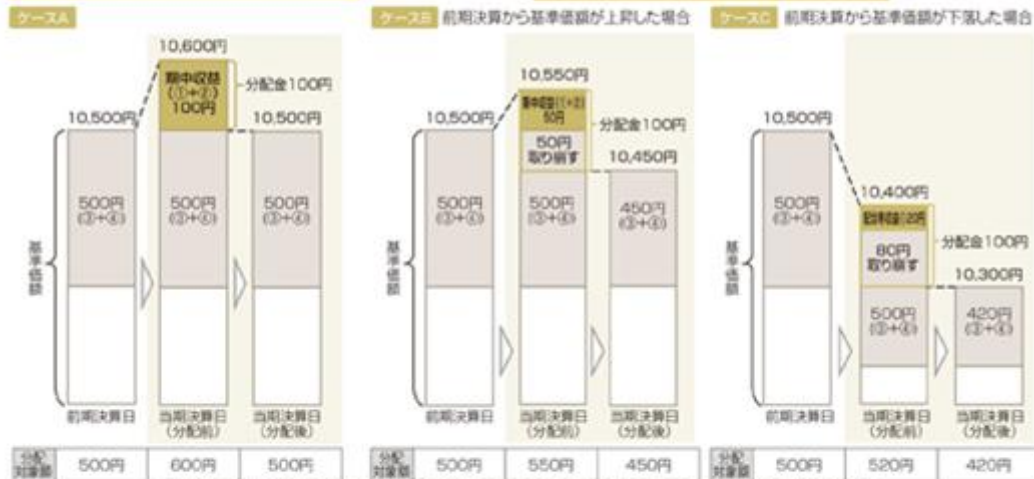 ケースA
10,600円
期中収益
(①+②)
100円
分配金100円
10,500円
10,500円
500円
(③+④)
500円
(③+④)
500円
(③+④)
基準価額
前期決算日
当期決算日
(分配前)
当期決算日
(分配後)
分配
対象額
500円
600円
500円
ケースB 前期決算から基準価額が上昇した場合
10,550円
期中収益(①+②)
50円
分配金100円
10,500円
50円
取り崩す
10,450円
500円
(③+④)
500円
(③+④)
450円
(③+④)
基準価額
前期決算日
当期決算日
(分配前)
当期決算日
(分配後)
分配
対象額
500円
550円
450円
ケースC 前期決算から基準価額が下落した場合
10,500円
10,400円
配当等収益①20円
分配金100円
80円
取り崩す
10,300円
500円
(③+④)
500円
(③+④)
420円
(③+④)
基準価額
前期決算日
当期決算日
(分配前)
当期決算日
(分配後)
分配
対象額
500円
520円
420円